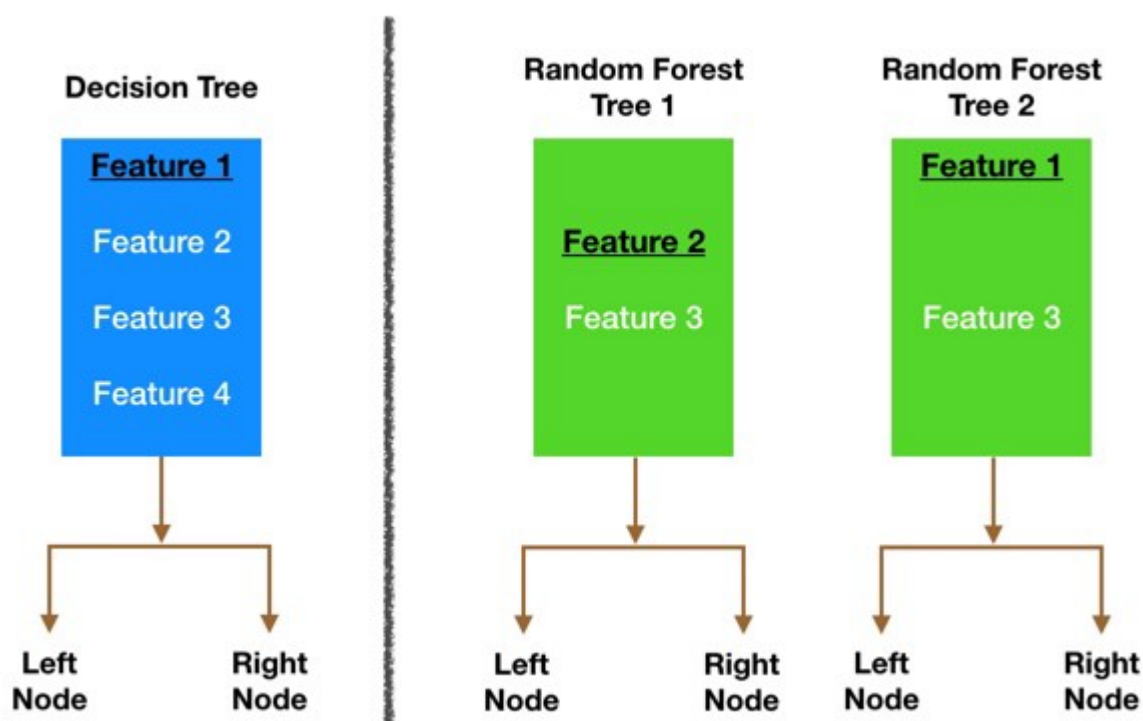 Decision Tree
Feature 1
Feature 2
Feature 3
Feature 4
Left
Node
Right
Node
Random Forest
Tree 1
Feature 2
Feature 3
Left
Node
Right
Node
Random Forest
Tree 2
Feature 1
Feature 3
Left
Node
Right
Node